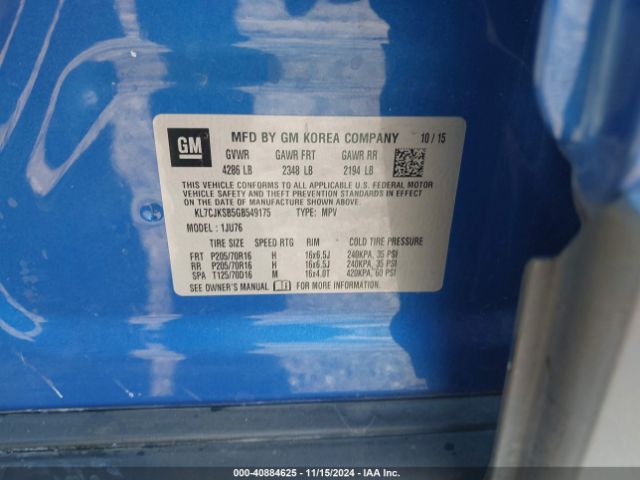 GM
MFD BY GM KOREA COMPANY 10 / 15
GVWR GAWR FRT GAWR RR
4286 LB 2348 LB 2194 LB
THIS VEHICLE CONFORMS TO ALL APPLICABLE U.S. FEDERAL MOTOR
VEHICLE SAFETY AND THEFT PREVENTION STANDARDS IN EFFECT
ON THE DATE OF MANUFACTURE SHOWN ABOVE.
KL7CJKSB5GB549175 TYPE: MPV
MODEL : 1JU76
TIRE SIZE SPEED RTG RIM COLD TIRE PRESSURE
FRT P205/70R16 H 16x6.5J 240KPA, 35 PSI
RR P205/70R16 H 16x6.5J 240KPA, 35 PSI
SPA T125/70D16 M 16x4.0T 420KPA, 60 PSI
SEE OWNER'S MANUAL FOR MORE INFORMATION.
000-40884625 - 11/15/2024 - IAA Inc.